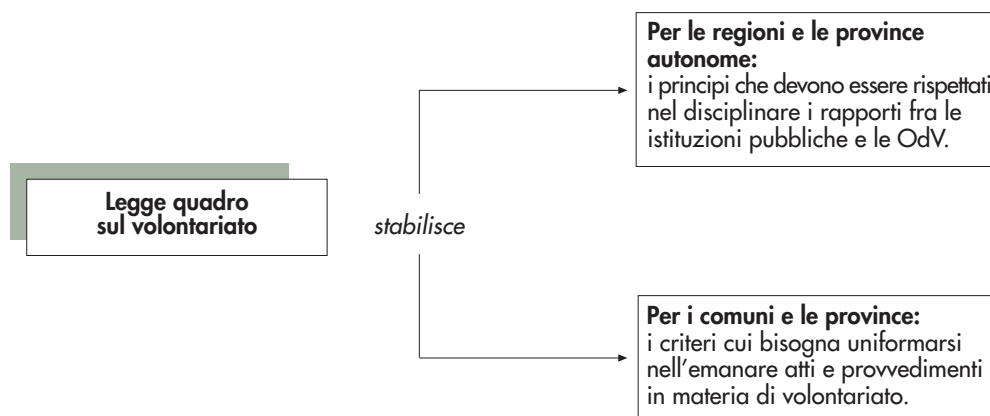 Legge quadro
sul volontariato
stabilisce
Per le regioni e le province
autonome:
i principi che devono essere rispettati
nel disciplinare i rapporti fra le
istituzioni pubbliche e le OdV.
Per i comuni e le province:
i criteri cui bisogna uniformarsi
nell'emanare atti e provvedimenti
in materia di volontariato.